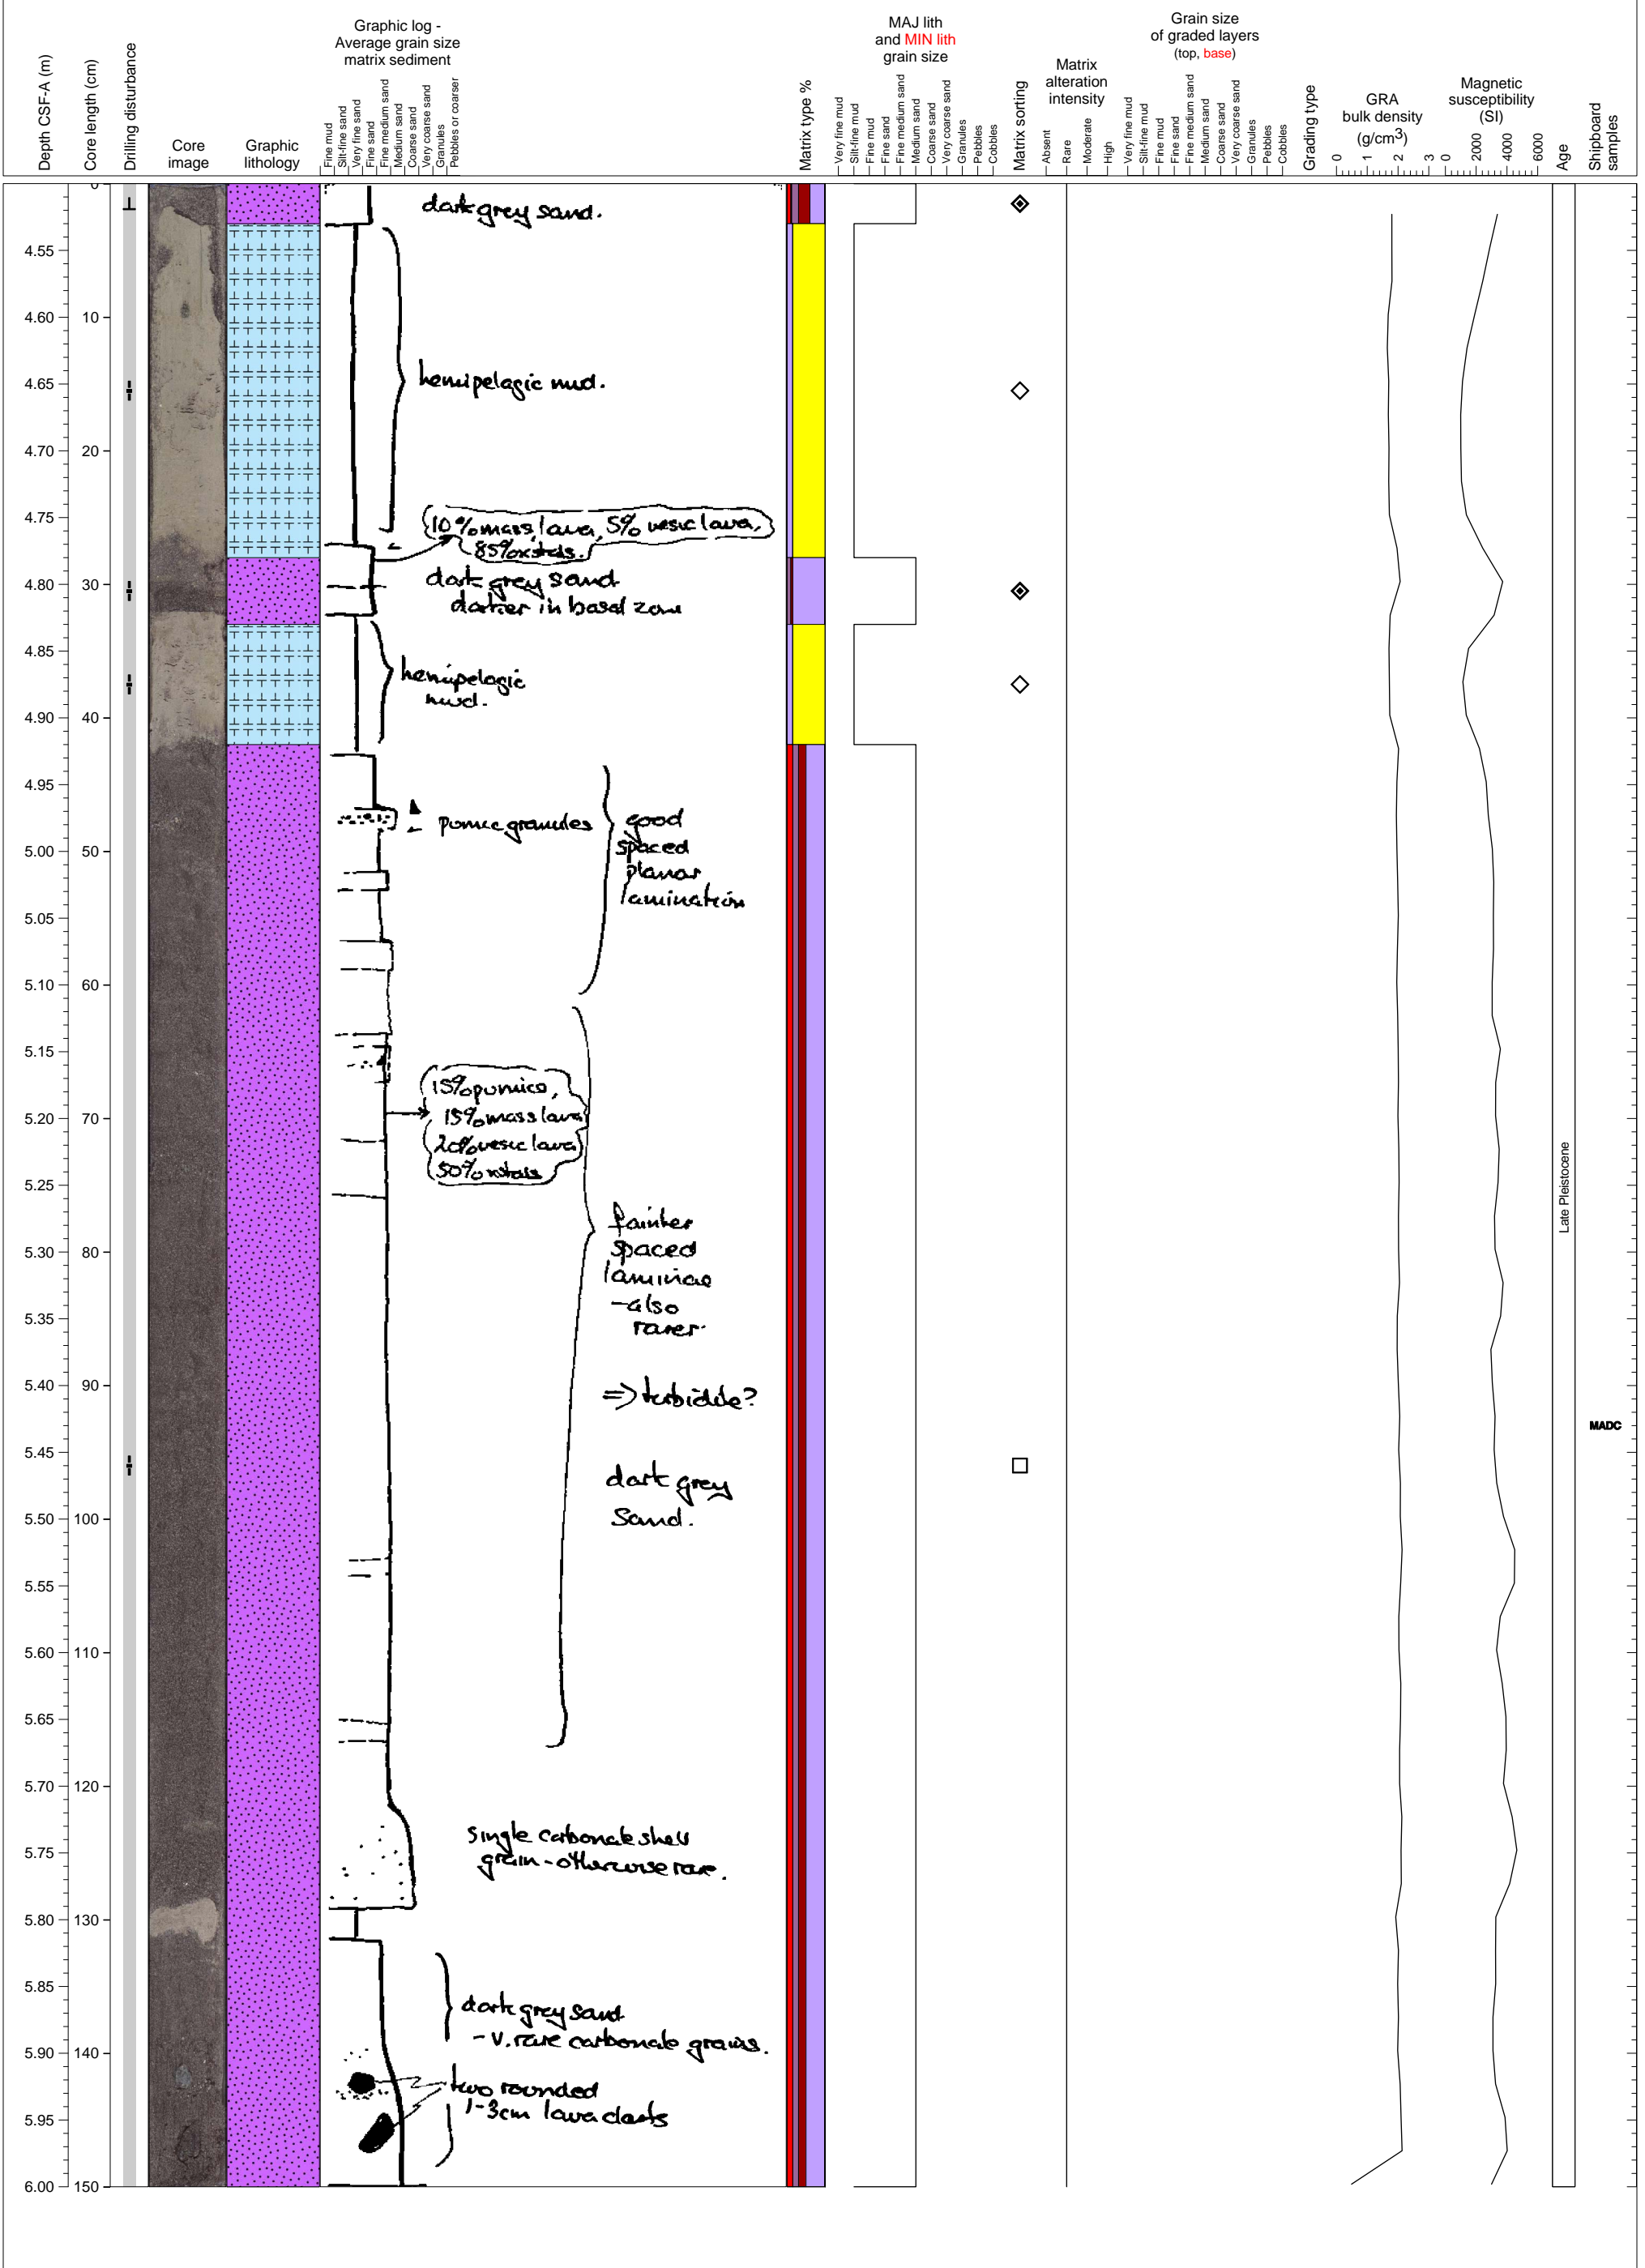 Depth CSF-A (m)
Core length (cm)
Drilling disturbance
Core
image
Graphic
lithology
Graphic log -
Average grain size
matrix sediment
Fine mud
Silt-fine sand
Very fine sand
Fine sand
Fine medium sand
Medium sand
Coarse sand
Very coarse sand
Granules
Pebbles or coarser
Matrix type %
MAJ lith
and MIN lith
grain size
Very fine mud
Silt-fine mud
Fine mud
Fine sand
Fine medium sand
Medium sand
Coarse sand
Very coarse sand
Granules
Pebbles
Cobbles
Matrix sorting
Matrix
alteration
intensity
Absent
Rare
Moderate
High
Grain size
of graded layers
(top, base)
Very fine mud
Silt-fine mud
Fine mud
Fine sand
Fine medium sand
Medium sand
Coarse sand
Very coarse sand
Granules
Pebbles
Cobbles
Grading type
GRA
bulk density
(g/cm3)
0 1 2 3
Magnetic
susceptibility
(SI)
0 2000 4000 6000
Age
Shipboard
samples
0
dark grey sand.
4.55
4.60 10
4.65
hemipelagic mud.
4.70 20
4.75
10% mass lava, 5% vesic lava,
85% xstals.
4.80 30
dark grey sand
darker in basal zone
4.85
hemipelagic
mud.
4.90 40
4.95
pumice granules
good
spaced
planar
lamination
5.00 50
5.05
5.10 60
5.15
15% pumice,
15% mass lava
20% vesic lava
50% xstals
5.20 70
5.25
Late Pleistocene
fainter
spaced
laminae
-also
rarer
5.30 80
5.35
5.40 90
=> turbidite?
MADC
5.45
dark grey
sand.
5.50 100
5.55
5.60 110
5.65
5.70 120
single carbonate shell
grain - otherwise rare.
5.75
5.80 130
5.85
dark grey sand
- v. rare carbonate grains.
5.90 140
two rounded
1-3cm lava clasts
5.95
6.00 150